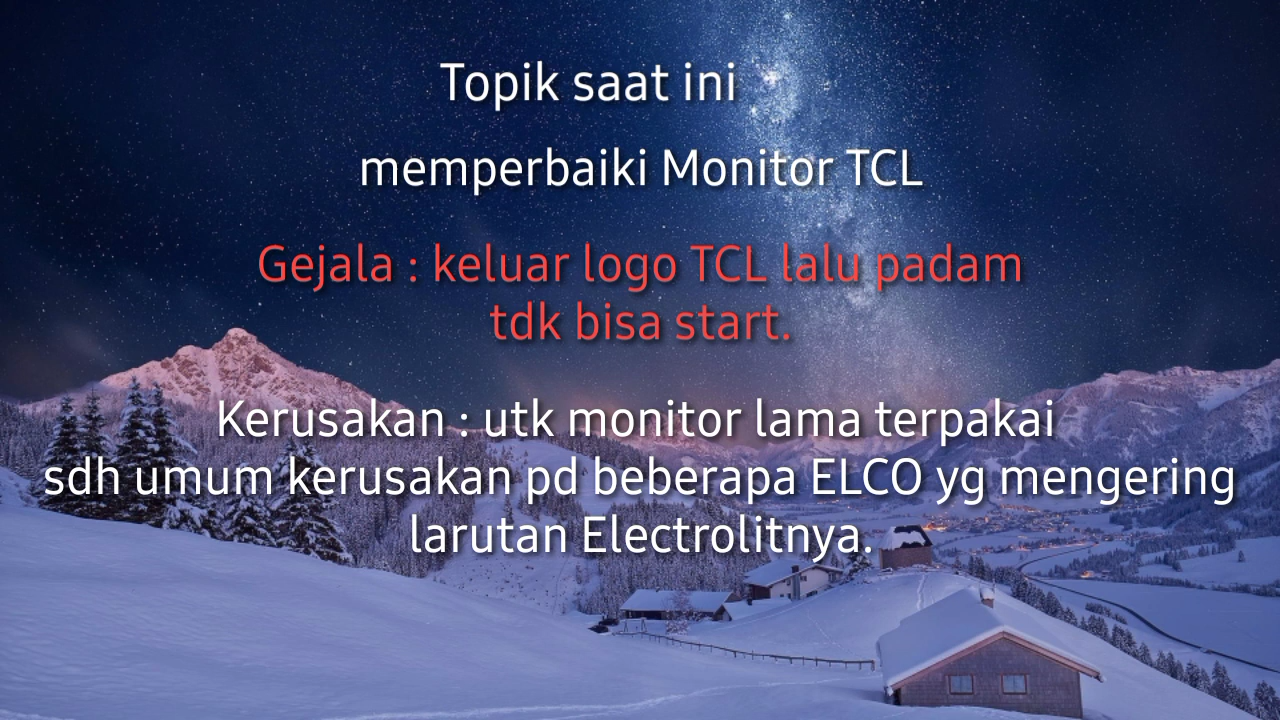 Topik saat ini
memperbaiki Monitor TCL
Gejala : keluar logo TCL lalu padam
tdk bisa start.
Kerusakan : utk monitor lama terpakai
sdh umum kerusakan pd beberapa ELCO yg mengering
larutan Electrolitnya.